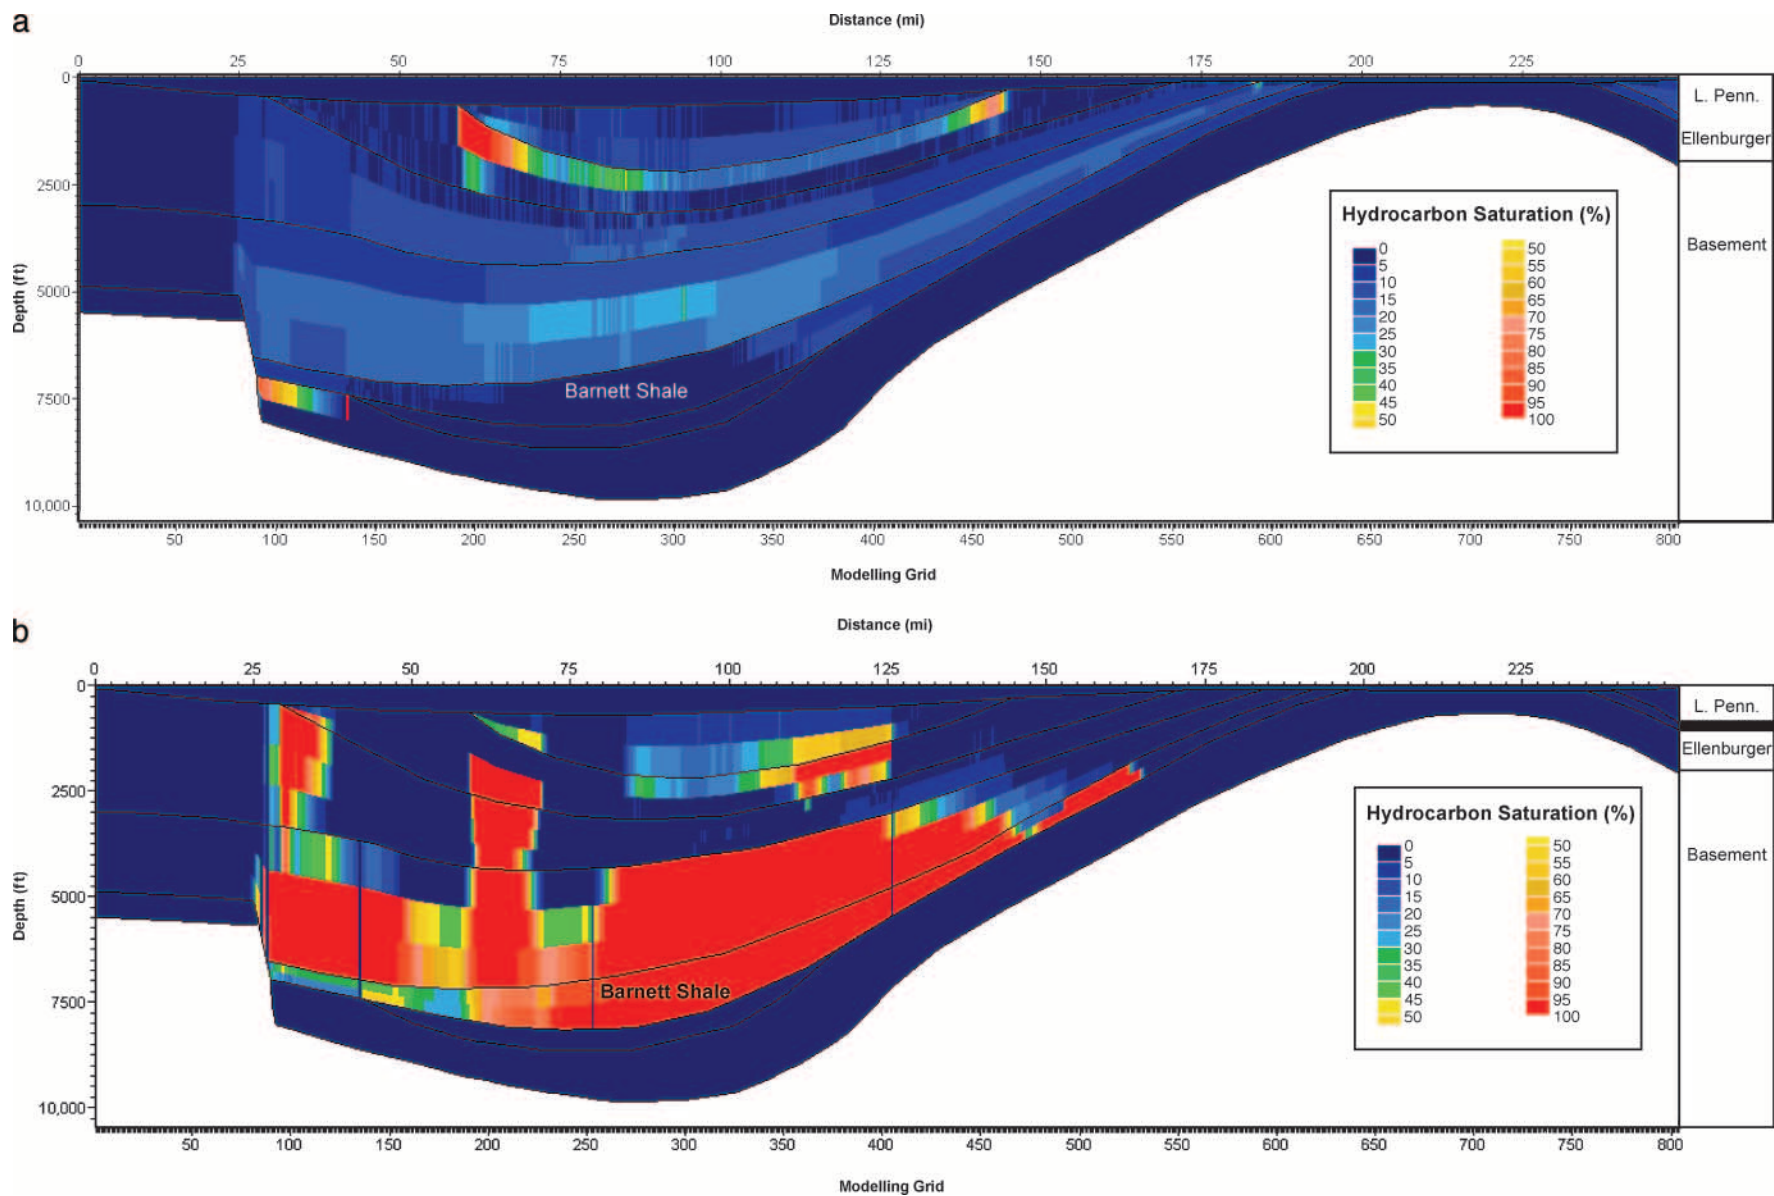 a
Distance (mi)
0 25 50 75 100 125 150 175 200 225
0
2500
5000
7500
10,000
Depth (ft)
L. Penn.
Ellenburger
Basement
Hydrocarbon Saturation (%)
0 50
5 55
10 60
15 65
20 70
25 75
30 80
35 85
40 90
45 95
50 100
Barnett Shale
50 100 150 200 250 300 350 400 450 500 550 600 650 700 750 800
Modelling Grid
b
Distance (mi)
0 25 50 75 100 125 150 175 200 225
0
2500
5000
7500
10,000
Depth (ft)
L. Penn.
Ellenburger
Basement
Hydrocarbon Saturation (%)
0 50
5 55
10 60
15 65
20 70
25 75
30 80
35 85
40 90
45 95
50 100
Barnett Shale
50 100 150 200 250 300 350 400 450 500 550 600 650 700 750 800
Modelling Grid